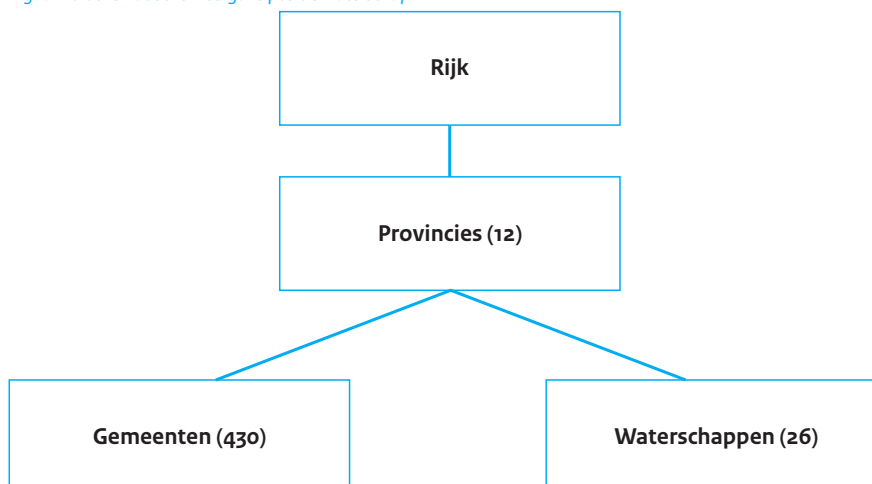 Rijk
Provincies (12)
Gemeenten (430)
Waterschappen (26)